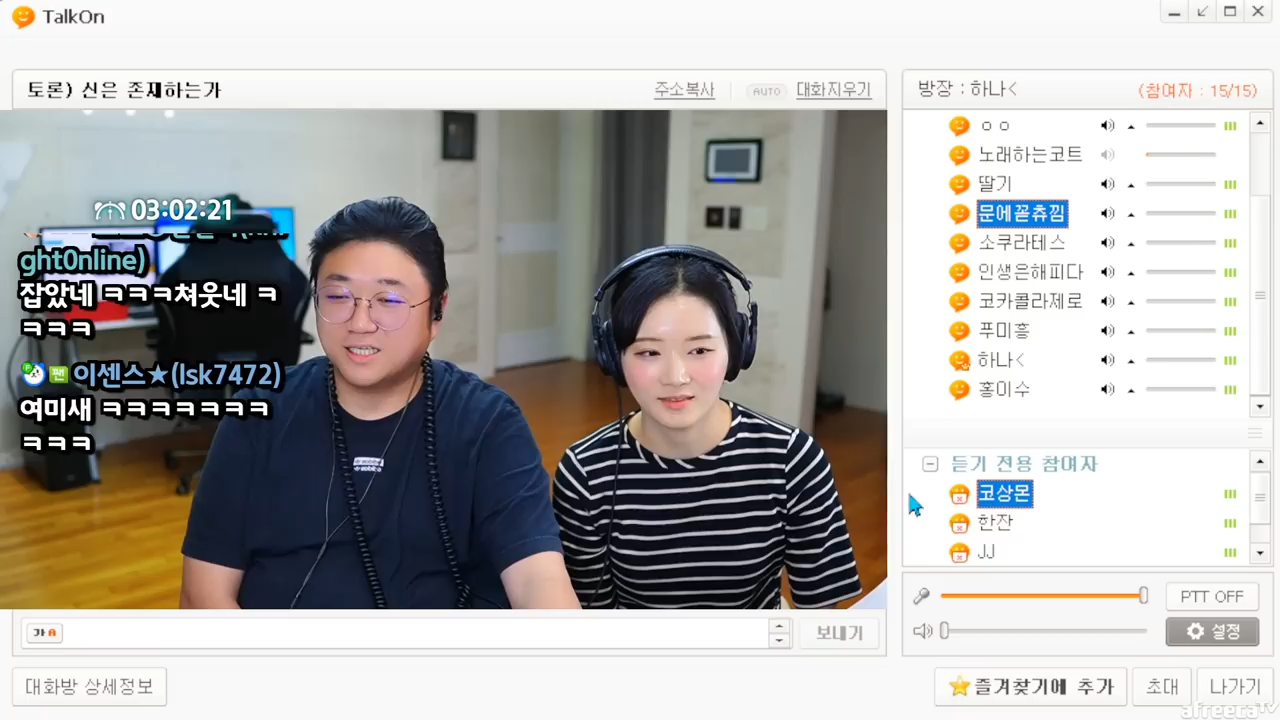 TalkOn
토론) 신은 존재하는가
주소복사
AUTO
대화지우기
방장 : 하나<
(참여자 : 15/15)
ㅇㅇ
노래하는코트
딸기
문에꼳츄낌
소쿠라테스
인생은해피다
코카콜라제로
푸미흥
하나<
홍이수
듣기 전용 참여자
코상몬
한잔
JJ
03:02:21
ght0nline)
잡았네 ㅋㅋㅋ쳐웃네 ㅋ
ㅋㅋㅋ
팬 이센스★(lsk7472)
여미새 ㅋㅋㅋㅋㅋㅋㅋ
ㅋㅋㅋ
가A
보내기
PTT OFF
설정
대화방 상세정보
즐겨찾기에 추가
초대
나가기
afreecaTV